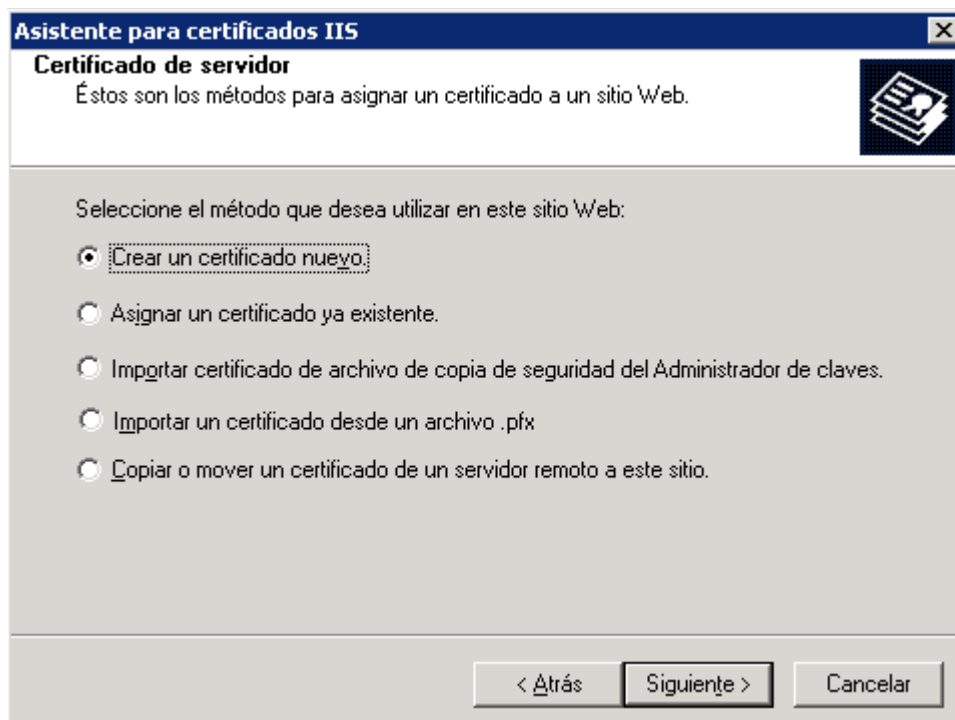 Asistente para certificados IIS
Certificado de servidor
Éstos son los métodos para asignar un certificado a un sitio Web.
Seleccione el método que desea utilizar en este sitio Web:
Crear un certificado nuevo.
Asignar un certificado ya existente.
Importar certificado de archivo de copia de seguridad del Administrador de claves.
Importar un certificado desde un archivo .pfx
Copiar o mover un certificado de un servidor remoto a este sitio.
< Atrás Siguiente > Cancelar